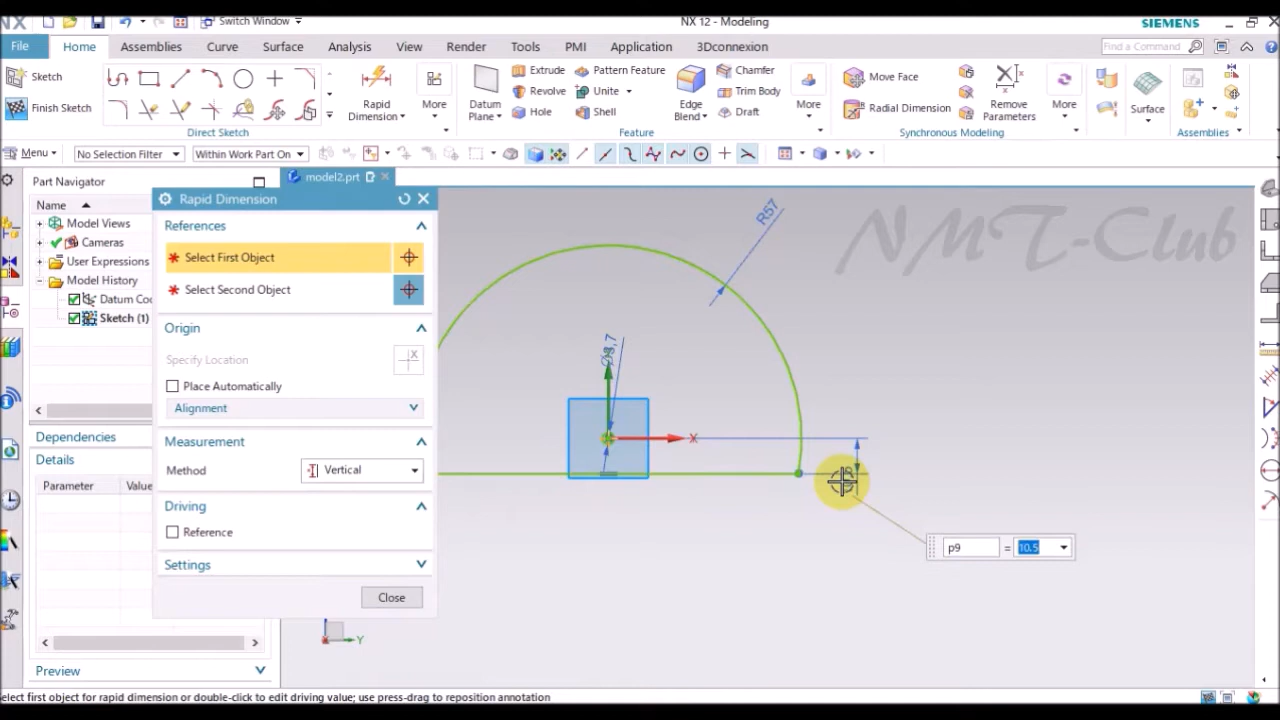 NX
Switch Window
NX 12 - Modeling
SIEMENS
File
Home
Assemblies
Curve
Surface
Analysis
View
Render
Tools
PMI
Application
3Dconnexion
Find a Command
Sketch
Finish Sketch
Direct Sketch
Rapid
Dimension
More
Datum
Plane
Extrude
Revolve
Hole
Pattern Feature
Unite
Shell
Edge
Blend
Chamfer
Trim Body
Draft
More
Feature
Move Face
Radial Dimension
Remove
Parameters
More
Synchronous Modeling
Surface
Assemblies
Menu
No Selection Filter
Within Work Part On
Part Navigator
Name
Model Views
Cameras
User Expressions
Model History
Datum Coo
Sketch (1)
Dependencies
Details
Parameter
Value
Preview
model2.prt
Rapid Dimension
References
* Select First Object
* Select Second Object
Origin
Specify Location
Place Automatically
Alignment
Measurement
Method
Vertical
Driving
Reference
Settings
Close
R57
X
Y
p9 = 10.5
NMT-Club
elect first object for rapid dimension or double-click to edit driving value; use press-drag to reposition annotation